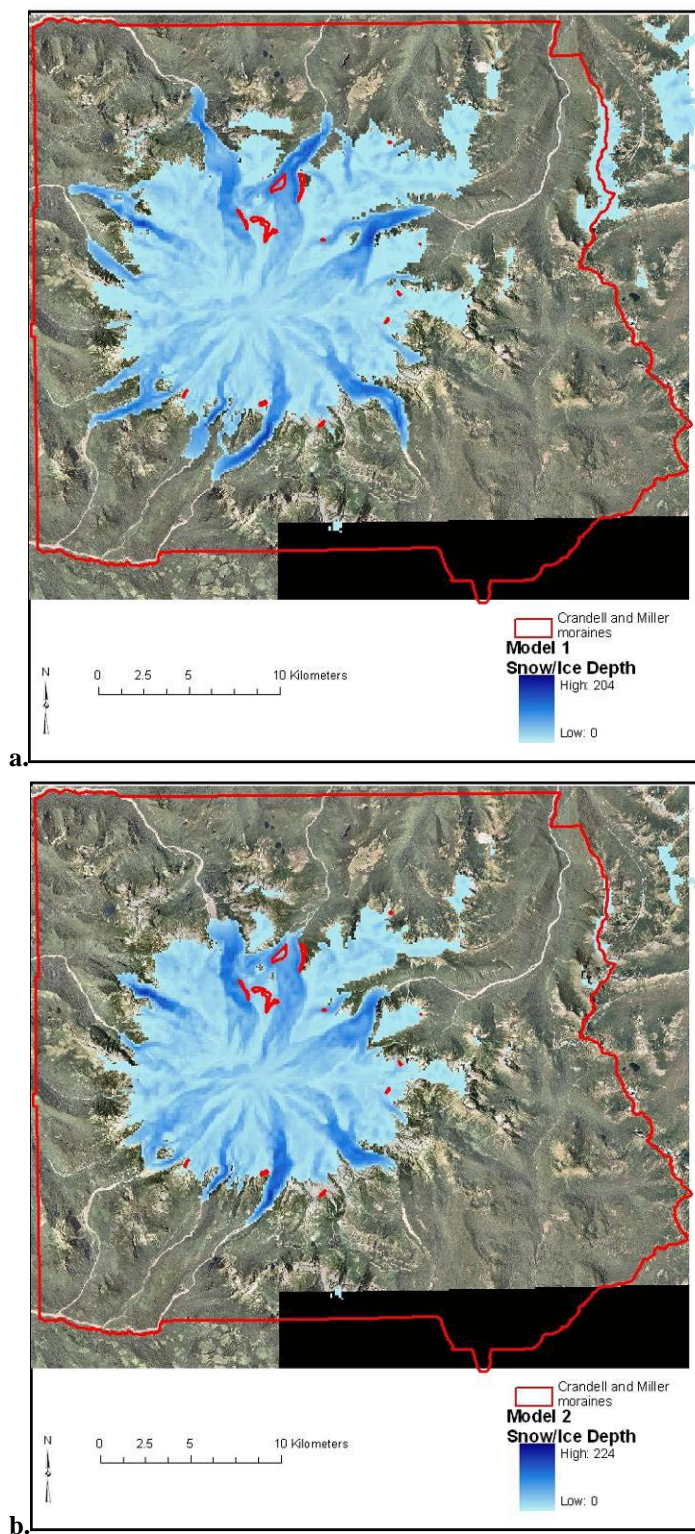 Crandell and Miller
moraines
Model 1
Snow/Ice Depth
High: 204
Low: 0
N
0 2.5 5 10 Kilometers
a.
Crandell and Miller
moraines
Model 2
Snow/Ice Depth
High: 224
Low: 0
N
0 2.5 5 10 Kilometers
b.